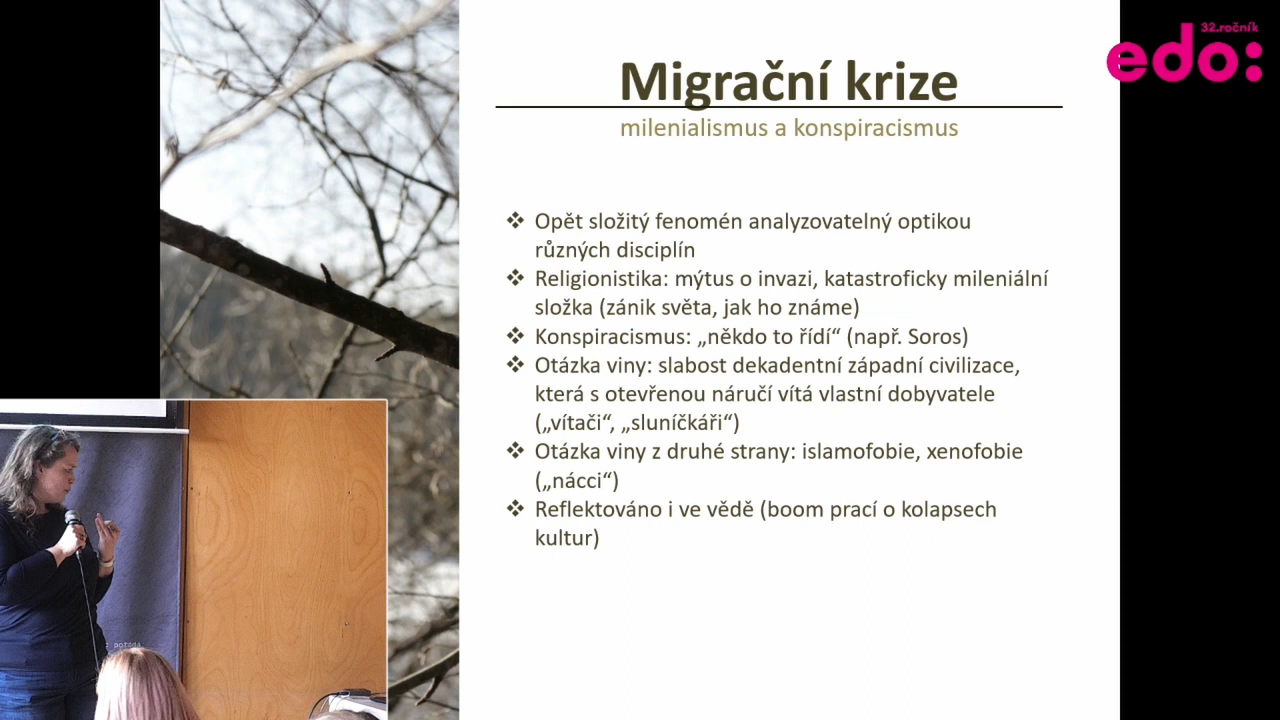 32.ročník
edo:
Migrační krize
milenialismus a konspiracismus
❖ Opět složitý fenomén analyzovatelný optikou
různých disciplín
❖ Religionistika: mýtus o invazi, katastroficky mileniální
složka (zánik světa, jak ho známe)
❖ Konspiracismus: „někdo to řídí“ (např. Soros)
❖ Otázka viny: slabost dekadentní západní civilizace,
která s otevřenou náručí vítá vlastní dobyvatele
(„vítači“, „sluníčkáři“)
❖ Otázka viny z druhé strany: islamofobie, xenofobie
(„nácci“)
❖ Reflektováno i ve vědě (boom prací o kolapsech
kultur)